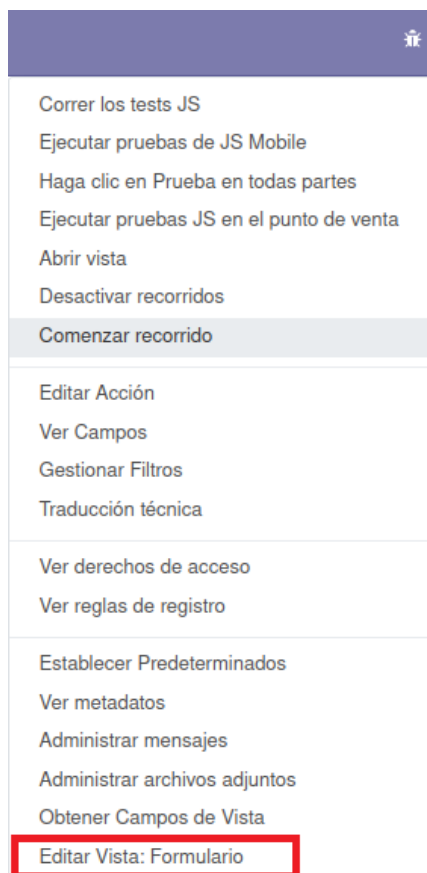 Correr los tests JS
Ejecutar pruebas de JS Mobile
Haga clic en Prueba en todas partes
Ejecutar pruebas JS en el punto de venta
Abrir vista
Desactivar recorridos
Comenzar recorrido
Editar Acción
Ver Campos
Gestionar Filtros
Traducción técnica
Ver derechos de acceso
Ver reglas de registro
Establecer Predeterminados
Ver metadatos
Administrar mensajes
Administrar archivos adjuntos
Obtener Campos de Vista
Editar Vista: Formulario